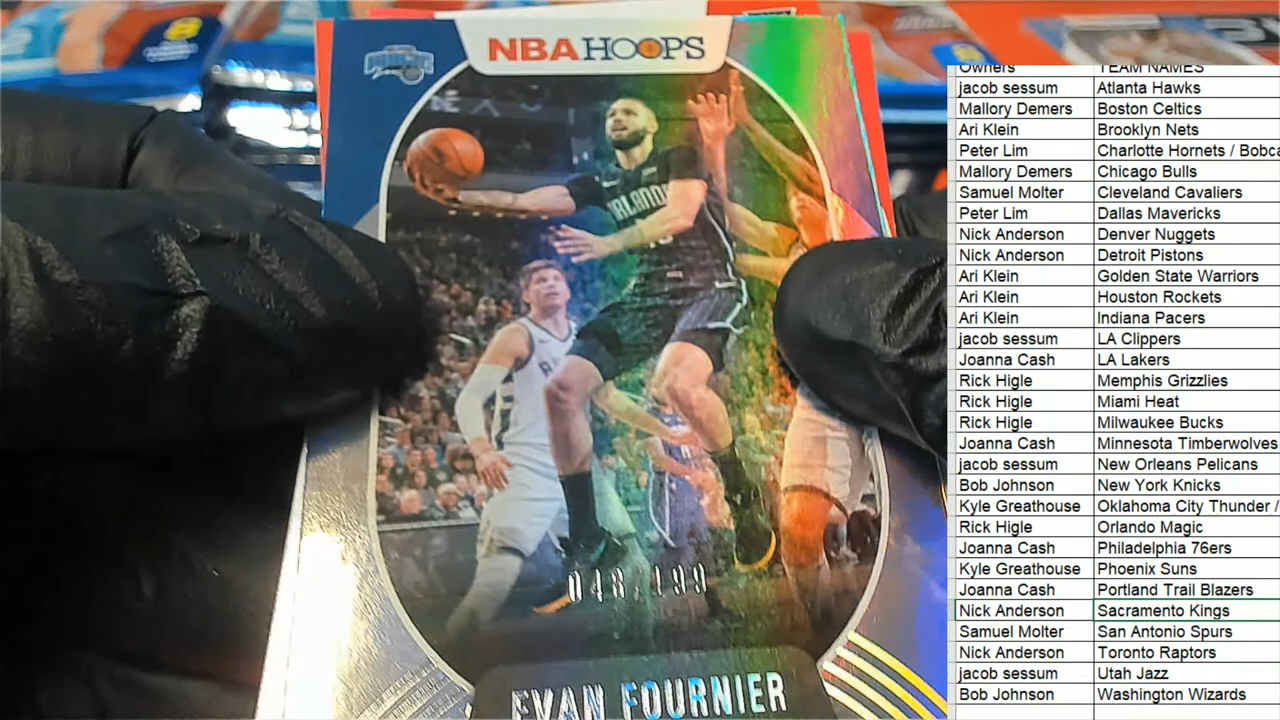 NBA HOOPS
ORLANDO
048/199
EVAN FOURNIER
Owners TEAM NAMES
jacob sessum Atlanta Hawks
Mallory Demers Boston Celtics
Ari Klein Brooklyn Nets
Peter Lim Charlotte Hornets / Bobca
Mallory Demers Chicago Bulls
Samuel Molter Cleveland Cavaliers
Peter Lim Dallas Mavericks
Nick Anderson Denver Nuggets
Nick Anderson Detroit Pistons
Ari Klein Golden State Warriors
Ari Klein Houston Rockets
Ari Klein Indiana Pacers
jacob sessum LA Clippers
Joanna Cash LA Lakers
Rick Higle Memphis Grizzlies
Rick Higle Miami Heat
Rick Higle Milwaukee Bucks
Joanna Cash Minnesota Timberwolves
jacob sessum New Orleans Pelicans
Bob Johnson New York Knicks
Kyle Greathouse Oklahoma City Thunder /
Rick Higle Orlando Magic
Joanna Cash Philadelphia 76ers
Kyle Greathouse Phoenix Suns
Joanna Cash Portland Trail Blazers
Nick Anderson Sacramento Kings
Samuel Molter San Antonio Spurs
Nick Anderson Toronto Raptors
jacob sessum Utah Jazz
Bob Johnson Washington Wizards